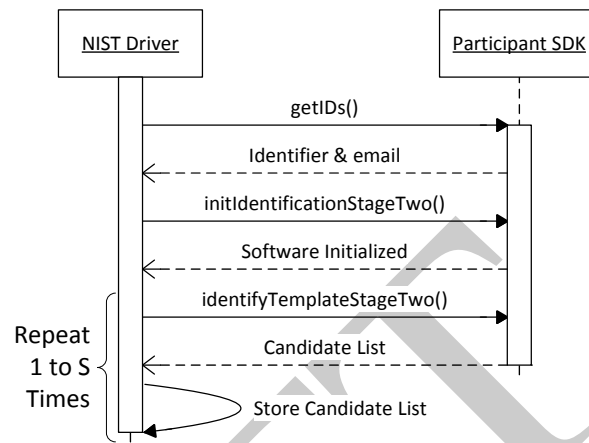 NIST Driver
Participant SDK
getIDs()
Identifier & email
initIdentificationStageTwo()
Software Initialized
identifyTemplateStageTwo()
Candidate List
Repeat
1 to S
Times
Store Candidate List